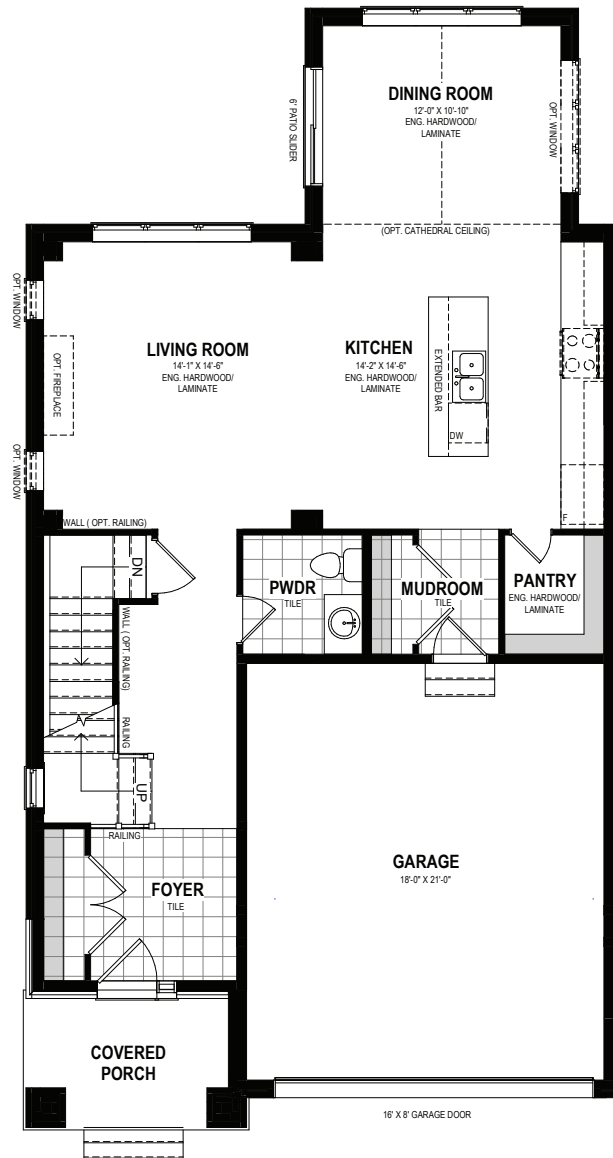 DINING ROOM
12'-0" X 10'-10"
ENG. HARDWOOD/
LAMINATE
6' PATIO SLIDER
OPT. WINDOW
(OPT. CATHEDRAL CEILING)
OPT. WINDOW
LIVING ROOM
14'-1" X 14'-6"
ENG. HARDWOOD/
LAMINATE
KITCHEN
14'-2" X 14'-6"
ENG. HARDWOOD/
LAMINATE
EXTENDED BAR
OPT. FIREPLACE
DW
OPT. WINDOW
F
WALL ( OPT. RAILING)
DN
PWDR
TILE
MUDROOM
TILE
PANTRY
ENG. HARDWOOD/
LAMINATE
WALL ( OPT. RAILING)
RAILING
UP
RAILING
FOYER
TILE
GARAGE
18'-0" X 21'-0"
COVERED
PORCH
16' X 8' GARAGE DOOR